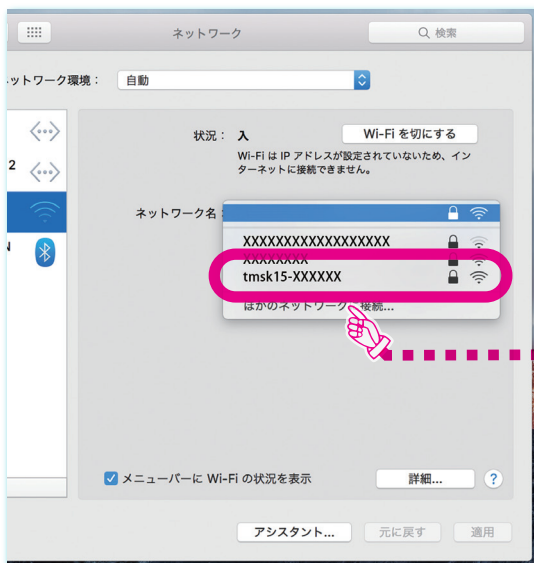 ネットワーク
検索
ネットワーク環境：
自動
状況：
入
Wi-Fi を切にする
Wi-Fi は IP アドレスが設定されていないため、イン
ターネットに接続できません。
2
ネットワーク名：
XXXXXXXXXXXXXXXXXX
XXXXXXXX
tmsk15-XXXXXX
ほかのネットワークに接続...
メニューバーに Wi-Fi の状況を表示
詳細...
?
アシスタント...
元に戻す
適用